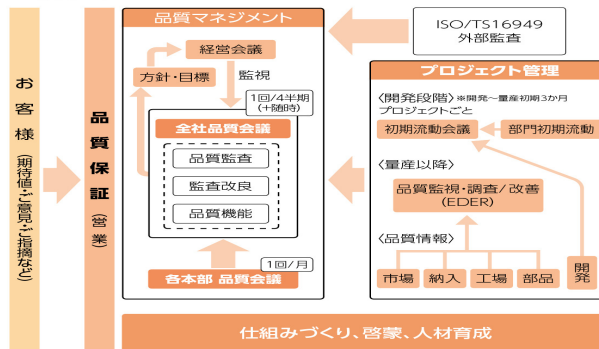 お客様（期待値・ご意見・ご指摘など）
品質保証（営業）
品質マネジメント
経営会議
方針・目標
監視
1回/4半期
(＋随時)
全社品質会議
品質監査
監査改良
品質機能
1回/月
各本部 品質会議
ISO/TS16949
外部監査
プロジェクト管理
〈開発段階〉※開発～量産初期3か月
プロジェクトごと
初期流動会議
部門初期流動
〈量産以降〉
品質監視・調査/改善
(EDER)
〈品質情報〉
市場
納入
工場
部品
開発
仕組みづくり、啓蒙、人材育成